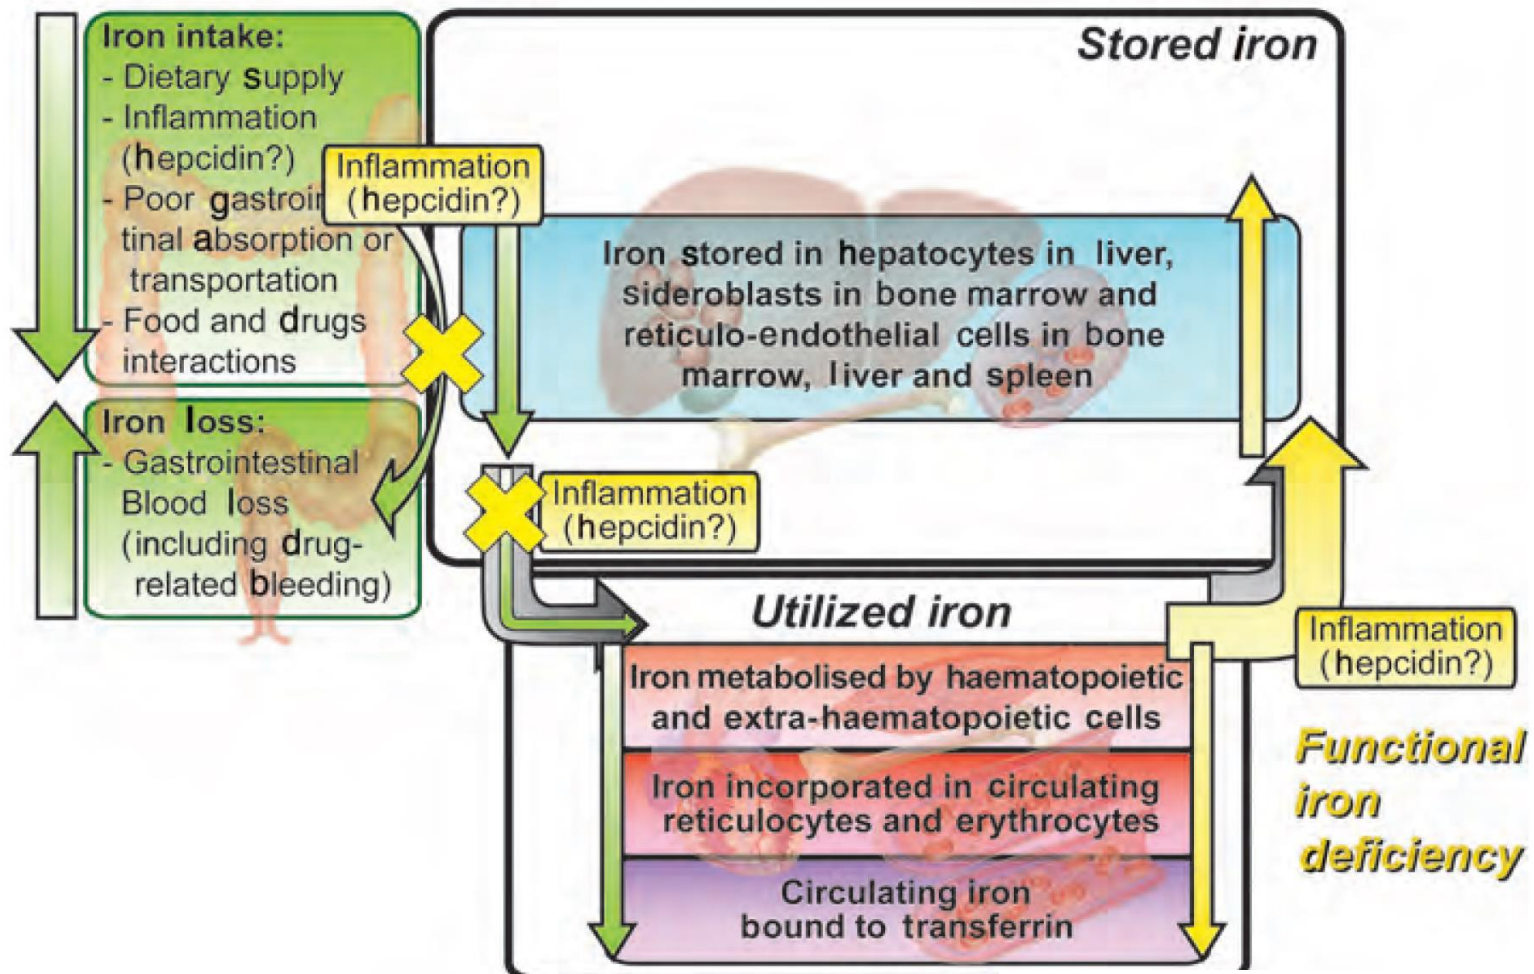 Iron intake:
- Dietary supply
- Inflammation
(hepcidin?)
- Poor gastroin
tinal absorption or
transportation
- Food and drugs
interactions
Iron loss:
- Gastrointestinal
Blood loss
(including drug-
related bleeding)
Inflammation
(hepcidin?)
Stored iron
Iron stored in hepatocytes in liver,
sideroblasts in bone marrow and
reticulo-endothelial cells in bone
marrow, liver and spleen
Inflammation
(hepcidin?)
Utilized iron
Iron metabolised by haematopoietic
and extra-haematopoietic cells
Iron incorporated in circulating
reticulocytes and erythrocytes
Circulating iron
bound to transferrin
Inflammation
(hepcidin?)
Functional
iron
deficiency